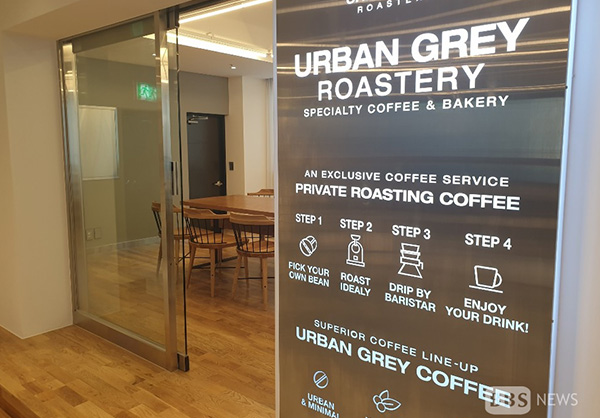 ROASTERY
URBAN GREY
ROASTERY
SPECIALTY COFFEE & BAKERY
AN EXCLUSIVE COFFEE SERVICE
PRIVATE ROASTING COFFEE
STEP 1
PICK YOUR
OWN BEAN
STEP 2
ROAST
IDEALY
STEP 3
DRIP BY
BARISTAR
STEP 4
ENJOY
YOUR DRINK!
SUPERIOR COFFEE LINE-UP
URBAN GREY COFFEE
URBAN
& MINIMAL
NEWS